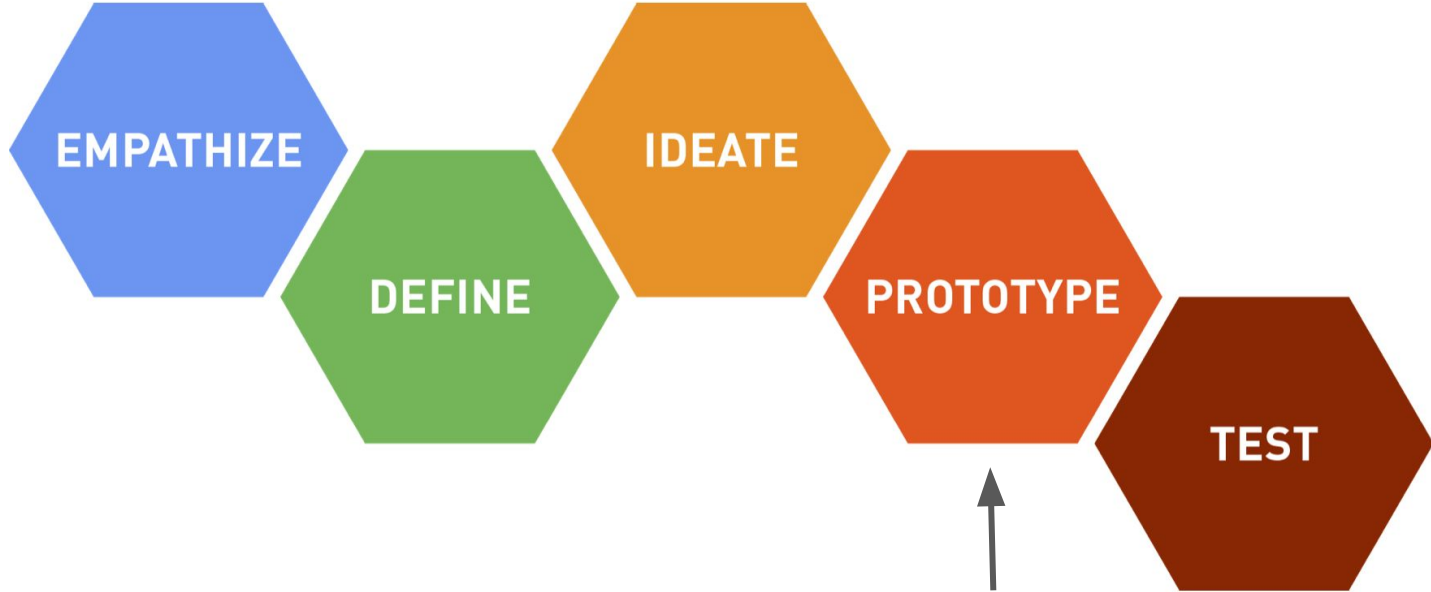 EMPATHIZE
DEFINE
IDEATE
PROTOTYPE
TEST